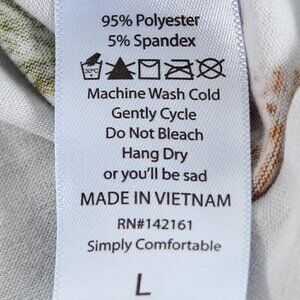 95% Polyester
5% Spandex
30°C
Machine Wash Cold
Gently Cycle
Do Not Bleach
Hang Dry
or you'll be sad
MADE IN VIETNAM
RN#142161
Simply Comfortable
L